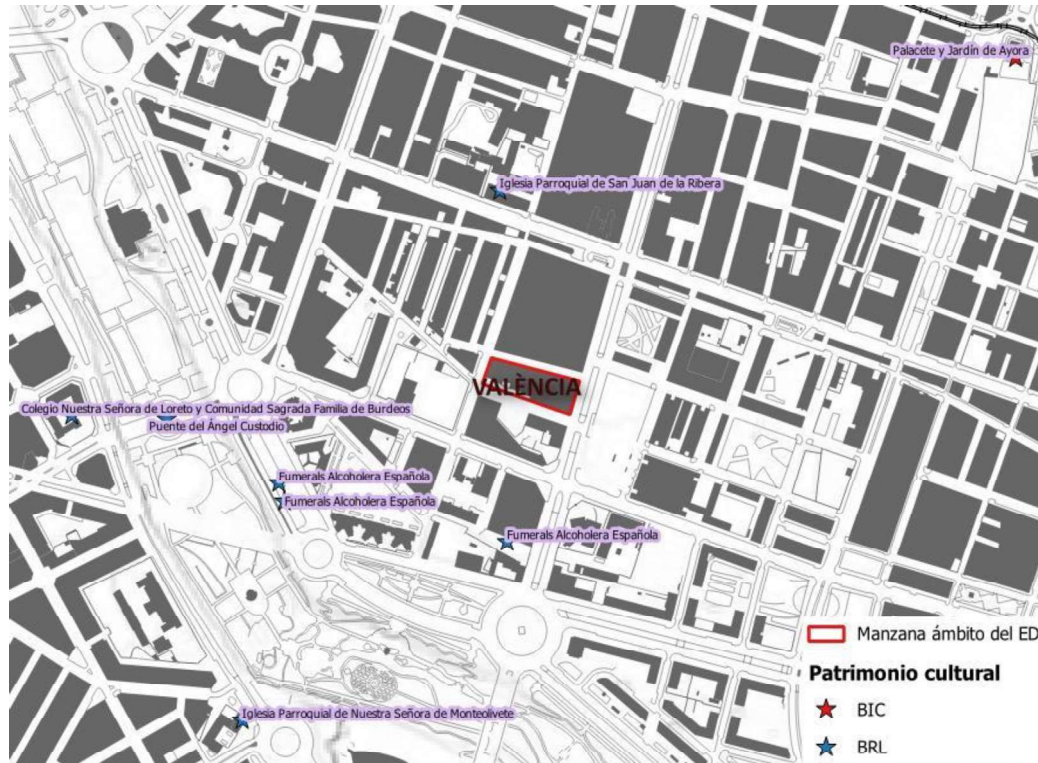 Palacete y Jardín de Ayora
Iglesia Parroquial de San Juan de la Ribera
VALÈNCIA
Colegio Nuestra Señora de Loreto y Comunidad Sagrada Familia de Burdeos
Puente del Ángel Custodio
Fumerals Alcoholera Española
Fumerals Alcoholera Española
Fumerals Alcoholera Española
Iglesia Parroquial de Nuestra Señora de Monteolivete
Manzana ámbito del ED
Patrimonio cultural
BIC
BRL